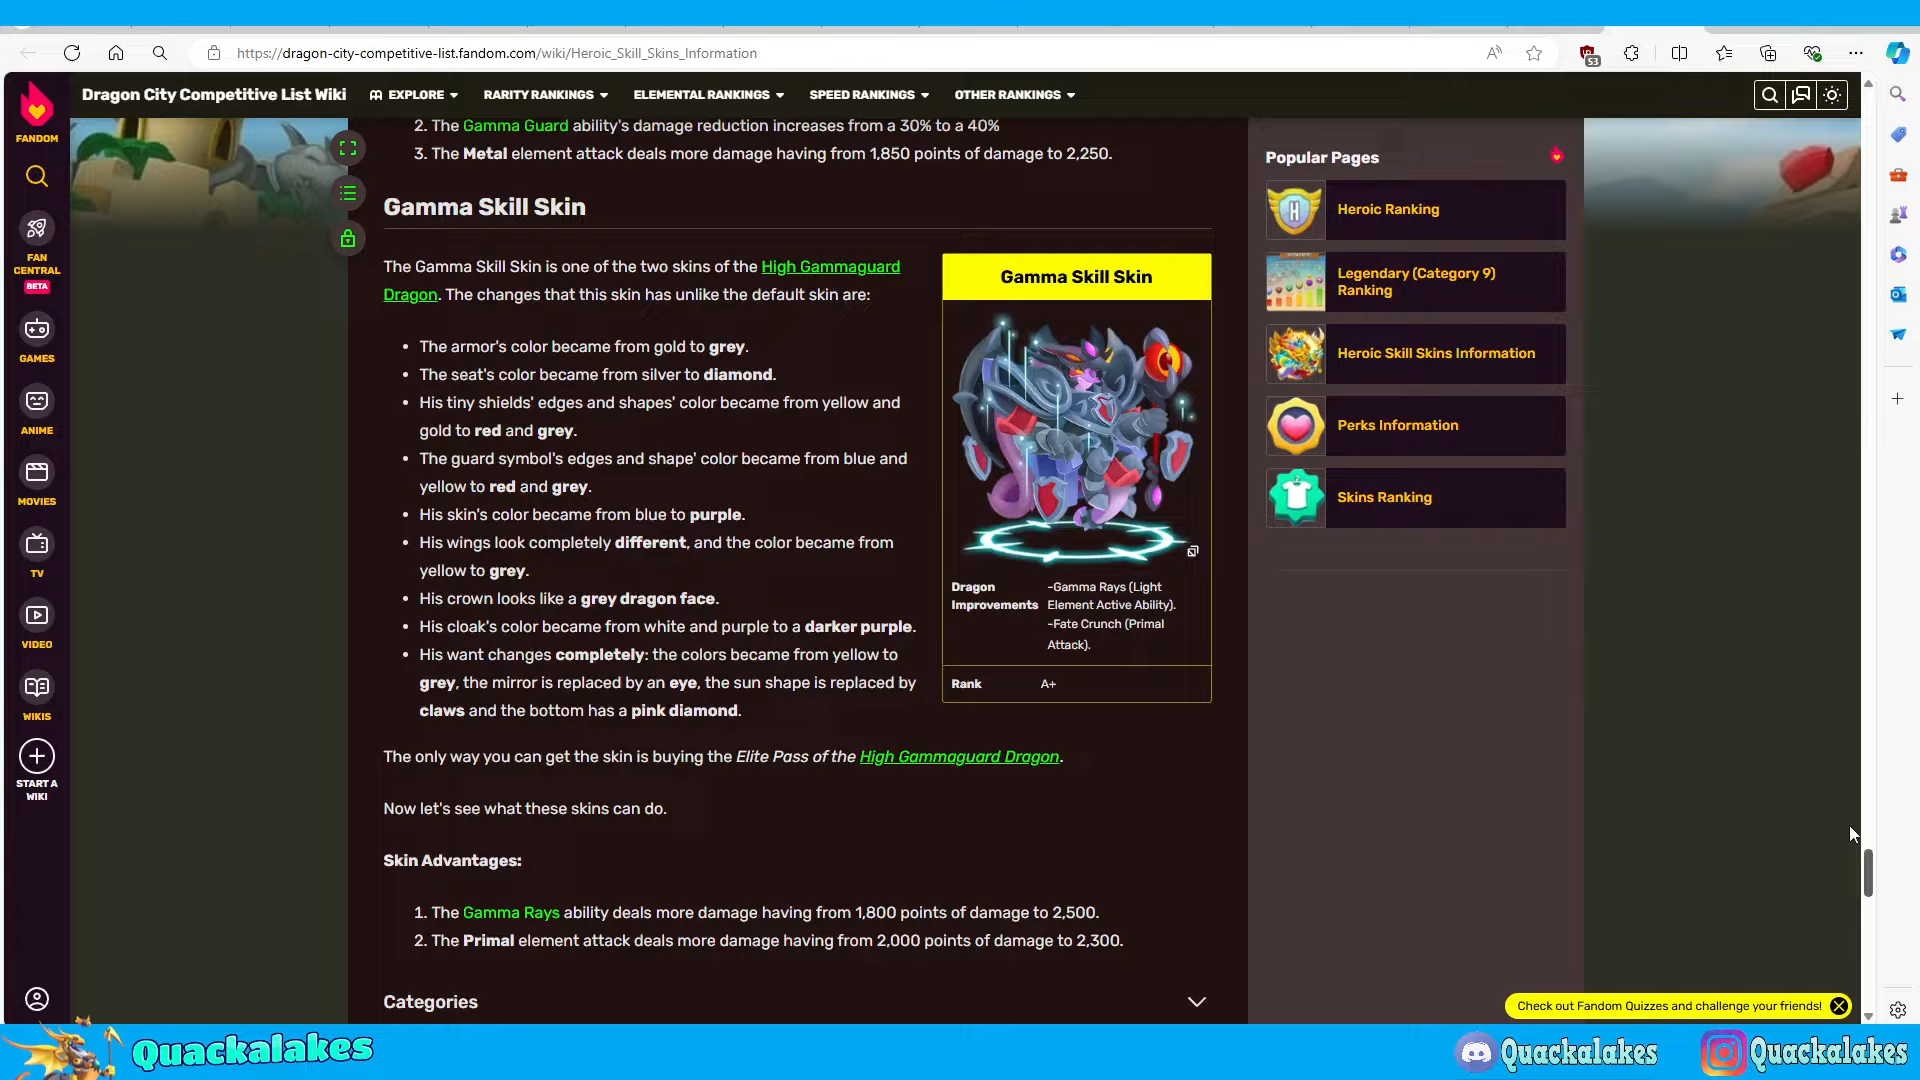 https://dragon-city-competitive-list.fandom.com/wiki/Heroic_Skill_Skins_Information
53
FANDOM
Dragon City Competitive List Wiki
EXPLORE
RARITY RANKINGS
ELEMENTAL RANKINGS
SPEED RANKINGS
OTHER RANKINGS
FAN
CENTRAL
BETA
GAMES
ANIME
MOVIES
TV
VIDEO
WIKIS
START A
WIKI
2. The Gamma Guard ability's damage reduction increases from a 30% to a 40%
3. The Metal element attack deals more damage having from 1,850 points of damage to 2,250.
Gamma Skill Skin
The Gamma Skill Skin is one of the two skins of the High Gammaguard
Dragon. The changes that this skin has unlike the default skin are:
• The armor's color became from gold to grey.
• The seat's color became from silver to diamond.
• His tiny shields' edges and shapes' color became from yellow and
gold to red and grey.
• The guard symbol's edges and shape' color became from blue and
yellow to red and grey.
• His skin's color became from blue to purple.
• His wings look completely different, and the color became from
yellow to grey.
• His crown looks like a grey dragon face.
• His cloak's color became from white and purple to a darker purple.
• His want changes completely: the colors became from yellow to
grey, the mirror is replaced by an eye, the sun shape is replaced by
claws and the bottom has a pink diamond.
Gamma Skill Skin
Dragon
Improvements
-Gamma Rays (Light
Element Active Ability).
-Fate Crunch (Primal
Attack).
Rank
A+
The only way you can get the skin is buying the Elite Pass of the High Gammaguard Dragon.
Now let's see what these skins can do.
Skin Advantages:
1. The Gamma Rays ability deals more damage having from 1,800 points of damage to 2,500.
2. The Primal element attack deals more damage having from 2,000 points of damage to 2,300.
Categories
Popular Pages
H
Heroic Ranking
Legendary (Category 9)
Ranking
Heroic Skill Skins Information
Perks Information
Skins Ranking
Check out Fandom Quizzes and challenge your friends!
Quackalakes
Quackalakes
Quackalakes